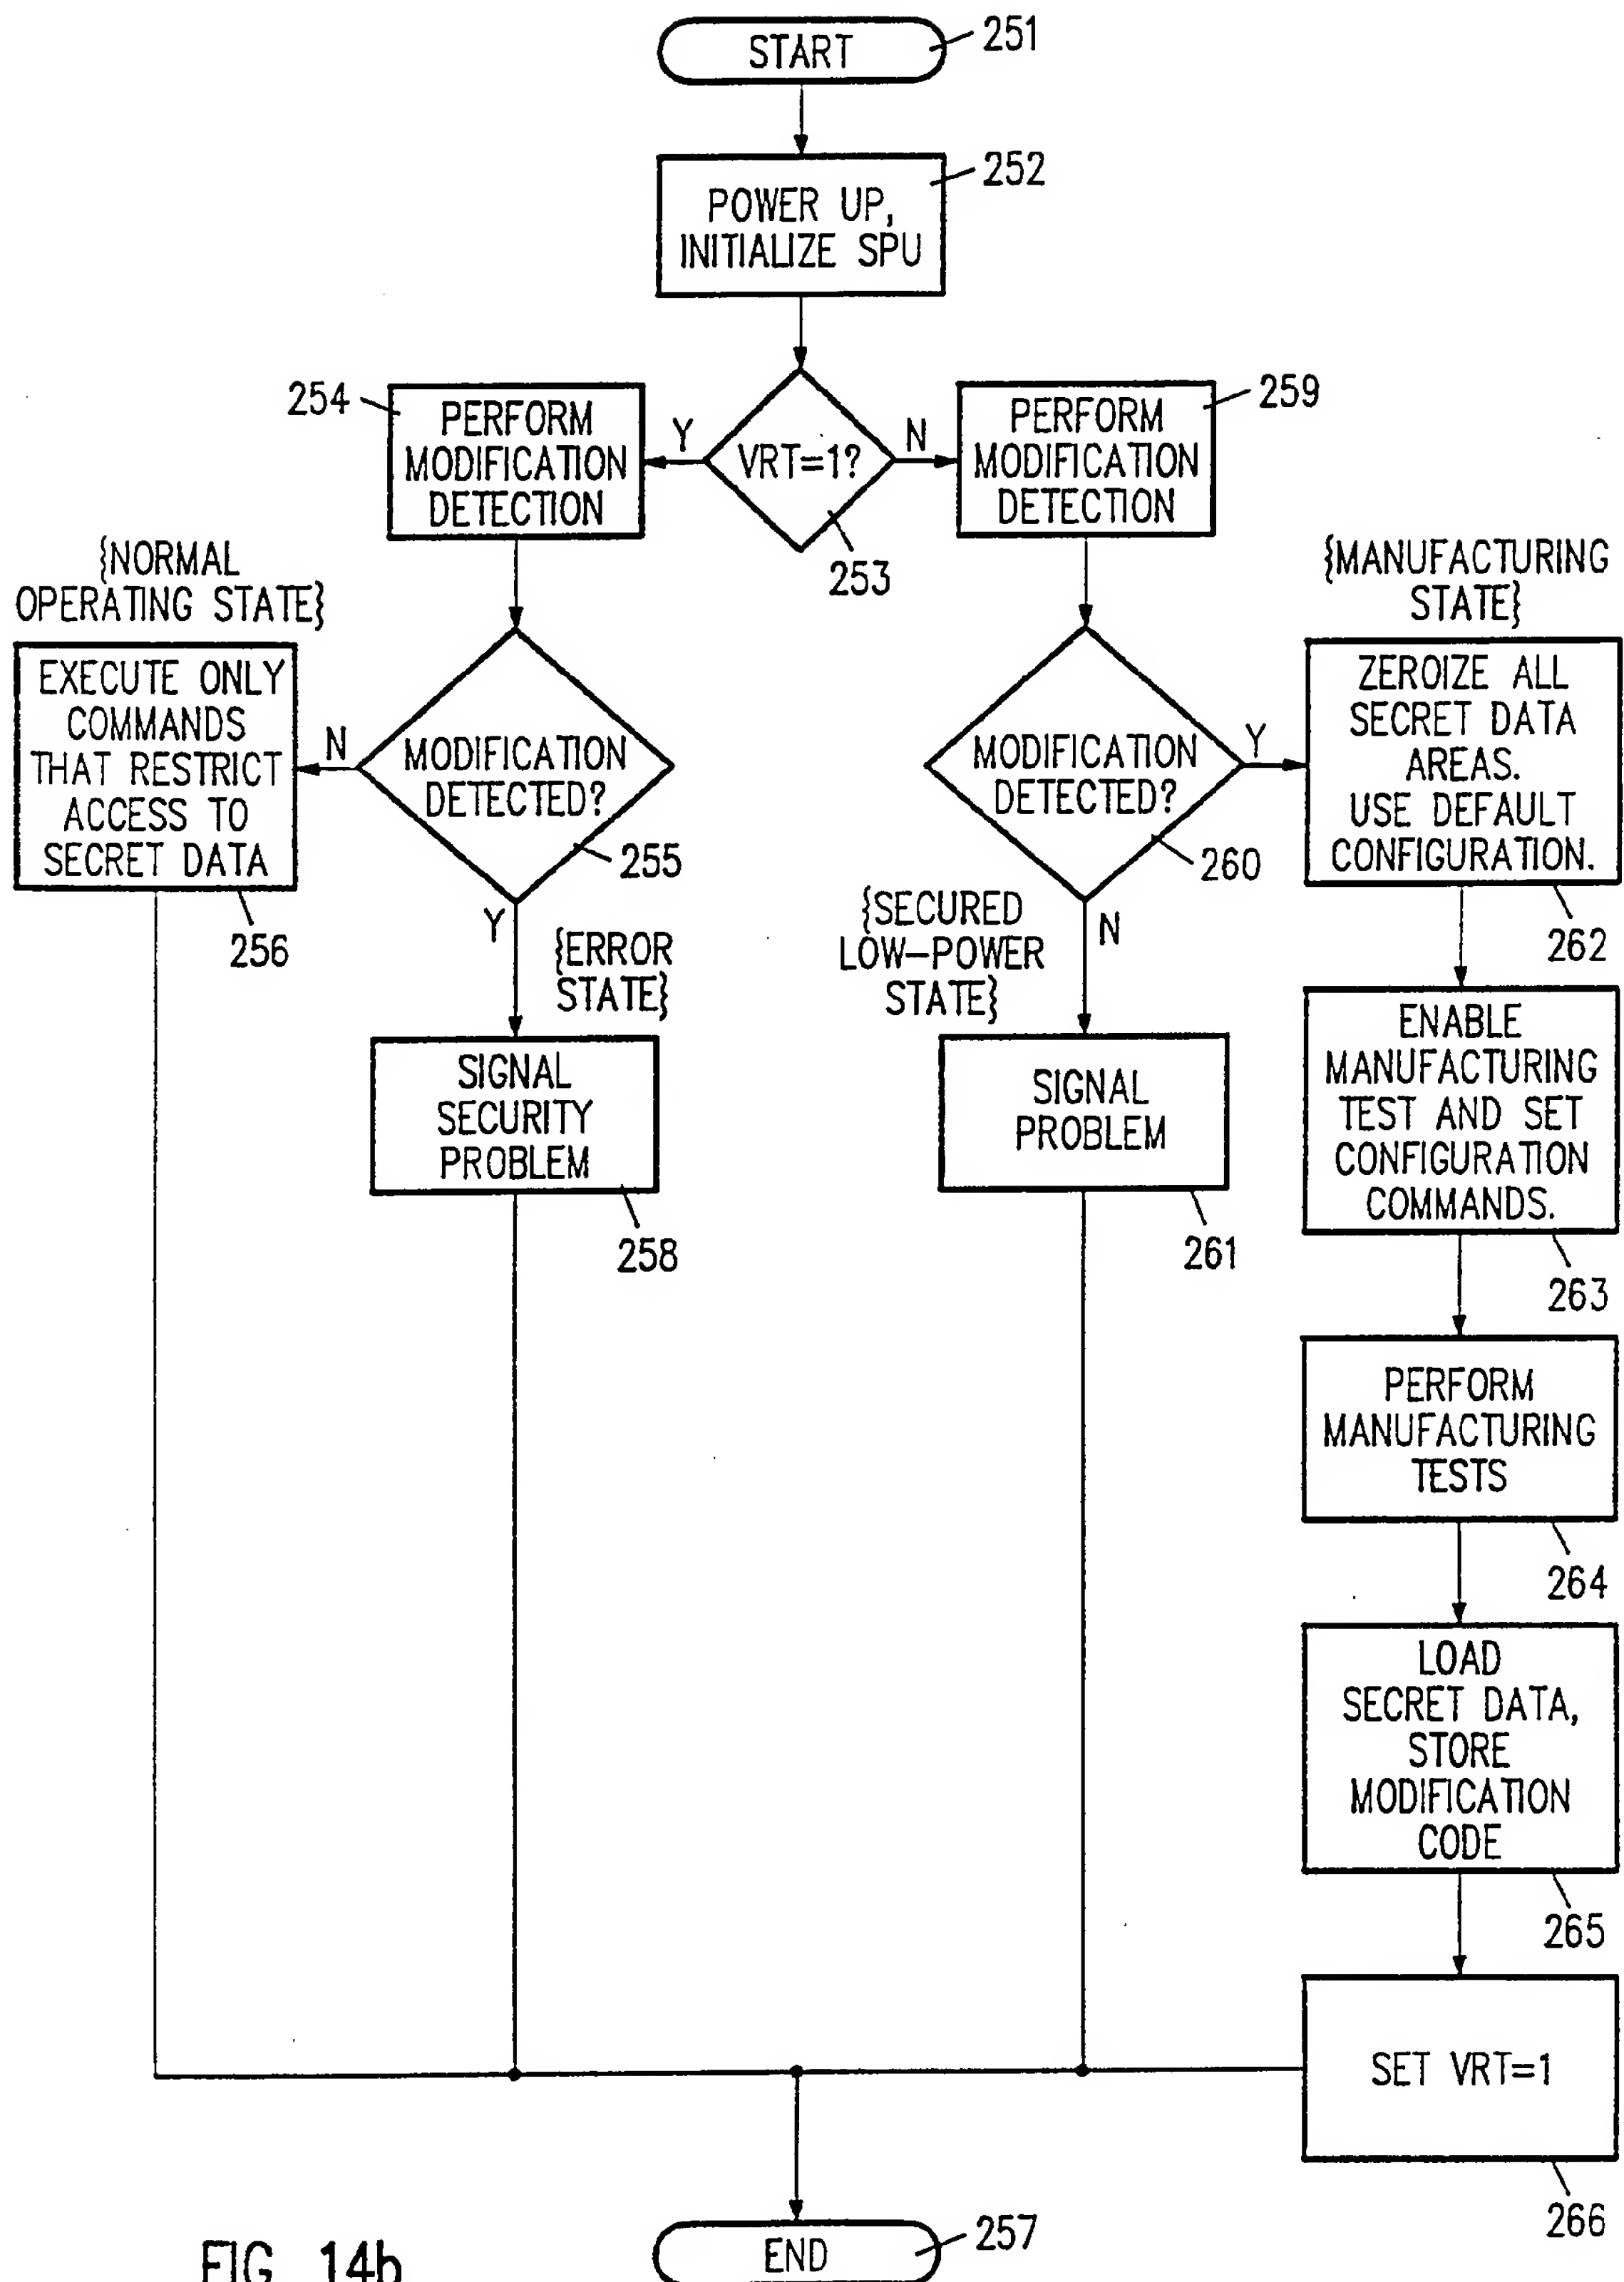 START
251
POWER UP,
INITIALIZE SPU
252
VRT=1?
253
Y
N
254
PERFORM
MODIFICATION
DETECTION
259
PERFORM
MODIFICATION
DETECTION
{NORMAL
OPERATING STATE}
EXECUTE ONLY
COMMANDS
THAT RESTRICT
ACCESS TO
SECRET DATA
256
N
MODIFICATION
DETECTED?
255
Y
{ERROR
STATE}
SIGNAL
SECURITY
PROBLEM
258
MODIFICATION
DETECTED?
260
Y
N
{SECURED
LOW-POWER
STATE}
SIGNAL
PROBLEM
261
{MANUFACTURING
STATE}
ZEROIZE ALL
SECRET DATA
AREAS.
USE DEFAULT
CONFIGURATION.
262
ENABLE
MANUFACTURING
TEST AND SET
CONFIGURATION
COMMANDS.
263
PERFORM
MANUFACTURING
TESTS
264
LOAD
SECRET DATA,
STORE
MODIFICATION
CODE
265
SET VRT=1
266
END
257
FIG. 14b